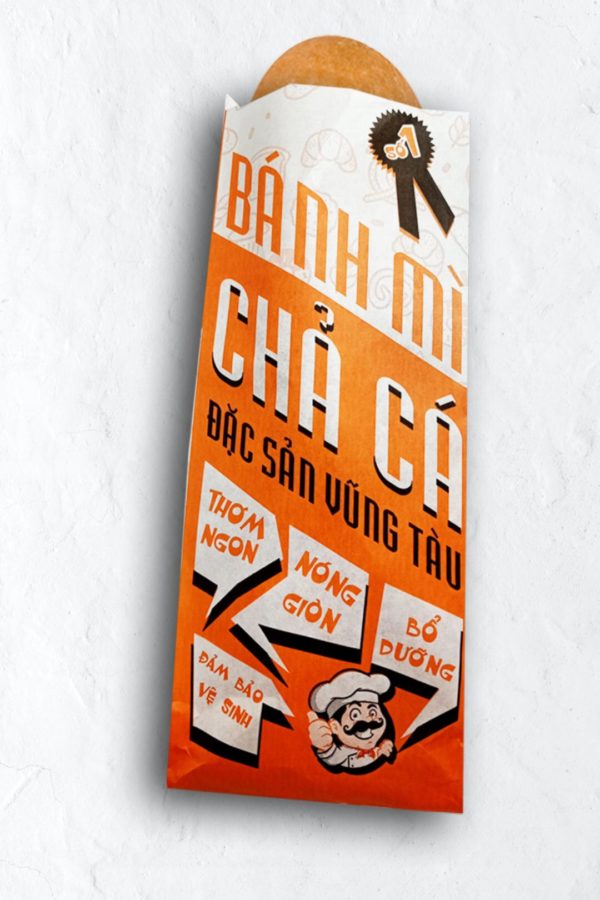 SỐ 1
BÁNH MÌ
CHẢ CÁ
ĐẶC SẢN VŨNG TÀU
THƠM
NGON
NÓNG
GIÒN
BỔ
DƯỠNG
ĐẢM BẢO
VỆ SINH